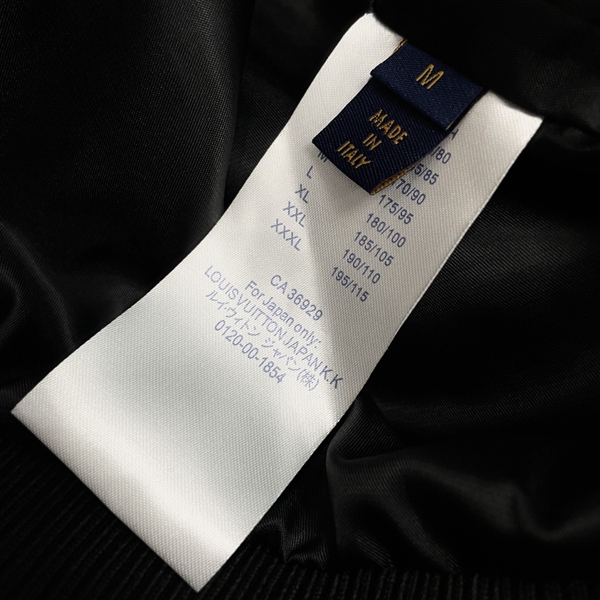 M
MADE
IN
ITALY
A
/80
5/85
M 170/90
L 175/95
XL 180/100
XXL 185/105
XXXL 190/110
195/115
CA 36929
For Japan only:
LOUIS VUITTON JAPAN K.K
ルイ・ヴィトン ジャパン(株)
0120-00-1854